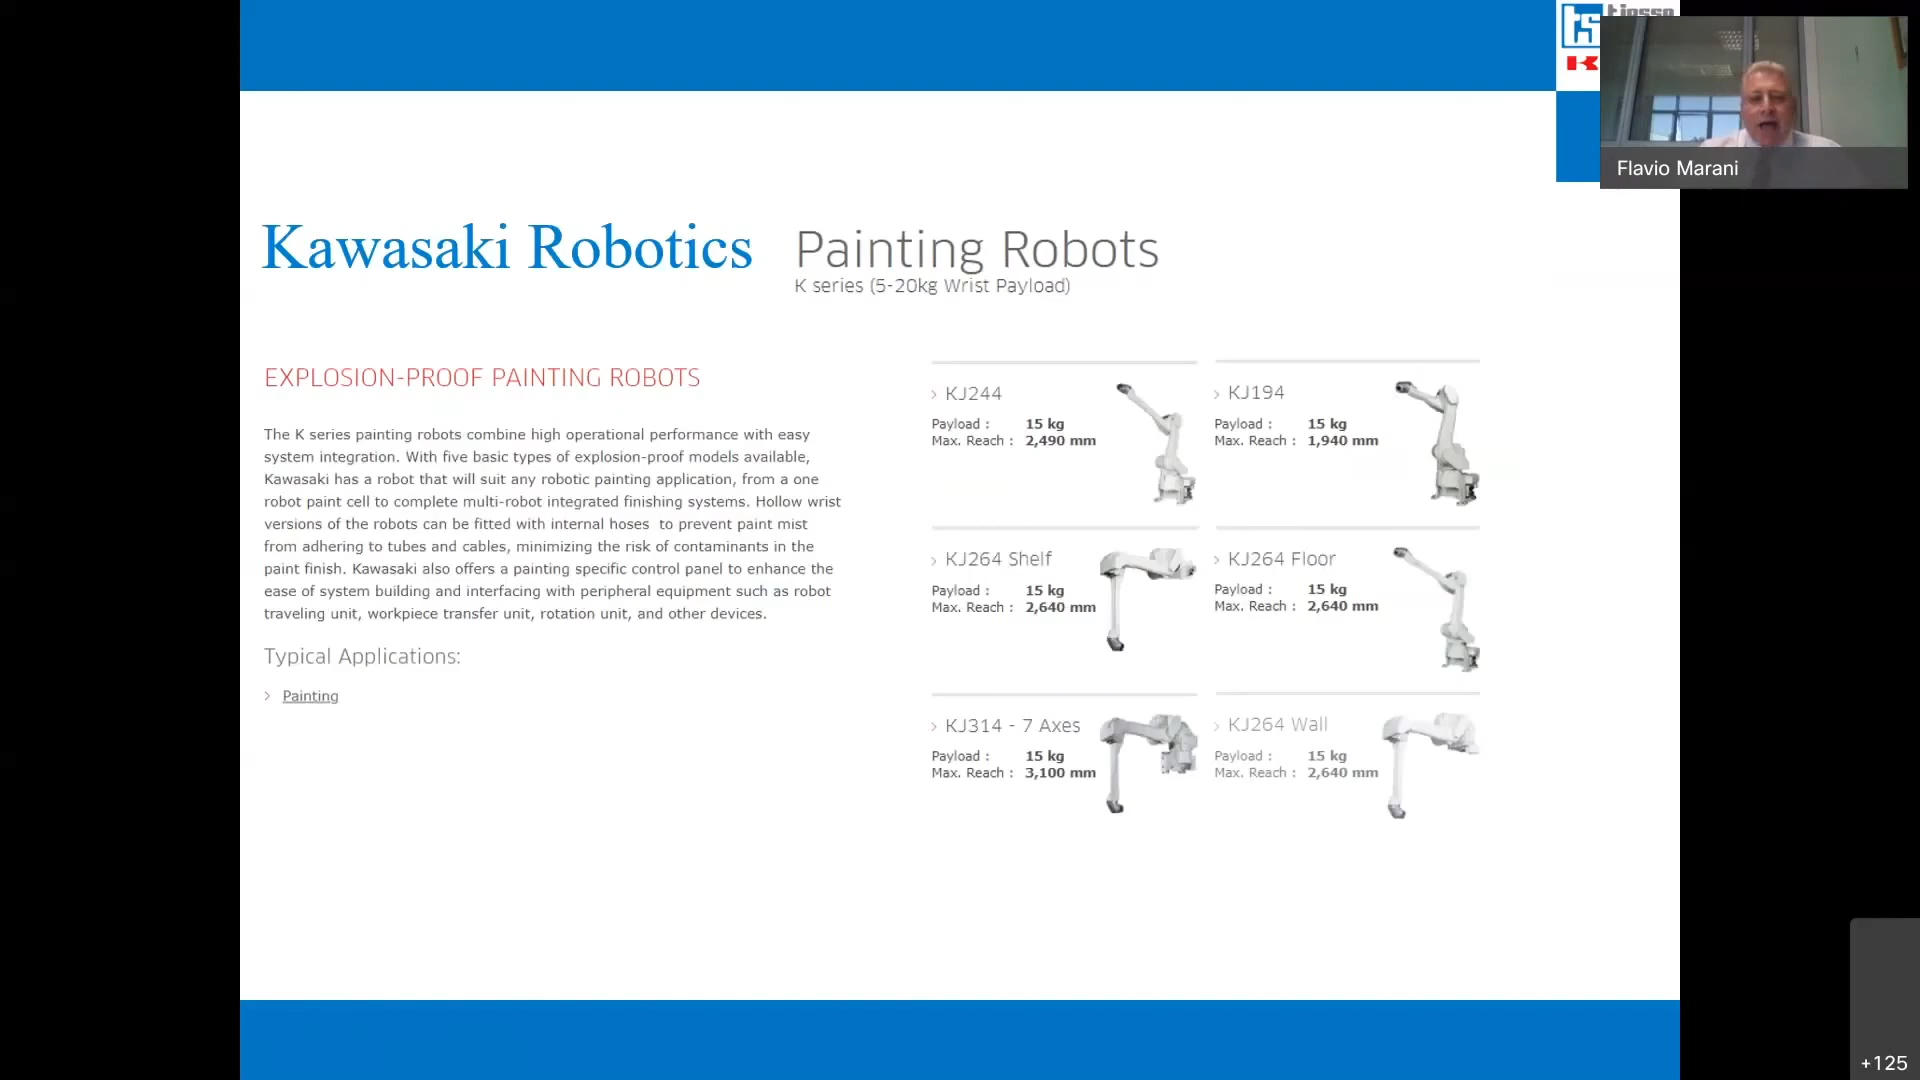 ts tiesse
Flavio Marani
Kawasaki Robotics
Painting Robots
K series (5-20kg Wrist Payload)
EXPLOSION-PROOF PAINTING ROBOTS
The K series painting robots combine high operational performance with easy
system integration. With five basic types of explosion-proof models available,
Kawasaki has a robot that will suit any robotic painting application, from a one
robot paint cell to complete multi-robot integrated finishing systems. Hollow wrist
versions of the robots can be fitted with internal hoses to prevent paint mist
from adhering to tubes and cables, minimizing the risk of contaminants in the
paint finish. Kawasaki also offers a painting specific control panel to enhance the
ease of system building and interfacing with peripheral equipment such as robot
traveling unit, workpiece transfer unit, rotation unit, and other devices.
Typical Applications:
> Painting
> KJ244
Payload : 15 kg
Max. Reach : 2,490 mm
> KJ194
Payload : 15 kg
Max. Reach : 1,940 mm
> KJ264 Shelf
Payload : 15 kg
Max. Reach : 2,640 mm
> KJ264 Floor
Payload : 15 kg
Max. Reach : 2,640 mm
> KJ314 - 7 Axes
Payload : 15 kg
Max. Reach : 3,100 mm
> KJ264 Wall
Payload : 15 kg
Max. Reach : 2,640 mm
+125